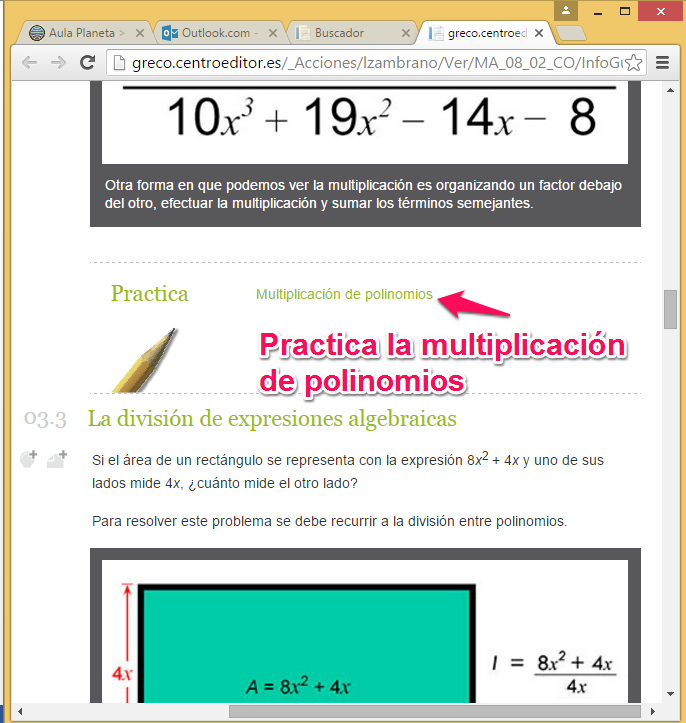 Aula Planeta >
Outlook.com -
Buscador
greco.centroed
greco.centroeditor.es/_Acciones/lzambrano/Ver/MA_08_02_CO/InfoGu
10x³ + 19x² − 14x − 8
Otra forma en que podemos ver la multiplicación es organizando un factor debajo
del otro, efectuar la multiplicación y sumar los términos semejantes.
Practica
Multiplicación de polinomios
Practica la multiplicación
de polinomios
03.3 La división de expresiones algebraicas
Si el área de un rectángulo se representa con la expresión 8x² + 4x y uno de sus
lados mide 4x, ¿cuánto mide el otro lado?
Para resolver este problema se debe recurrir a la división entre polinomios.
4x
A = 8x² + 4x
l = 8x² + 4x
4x